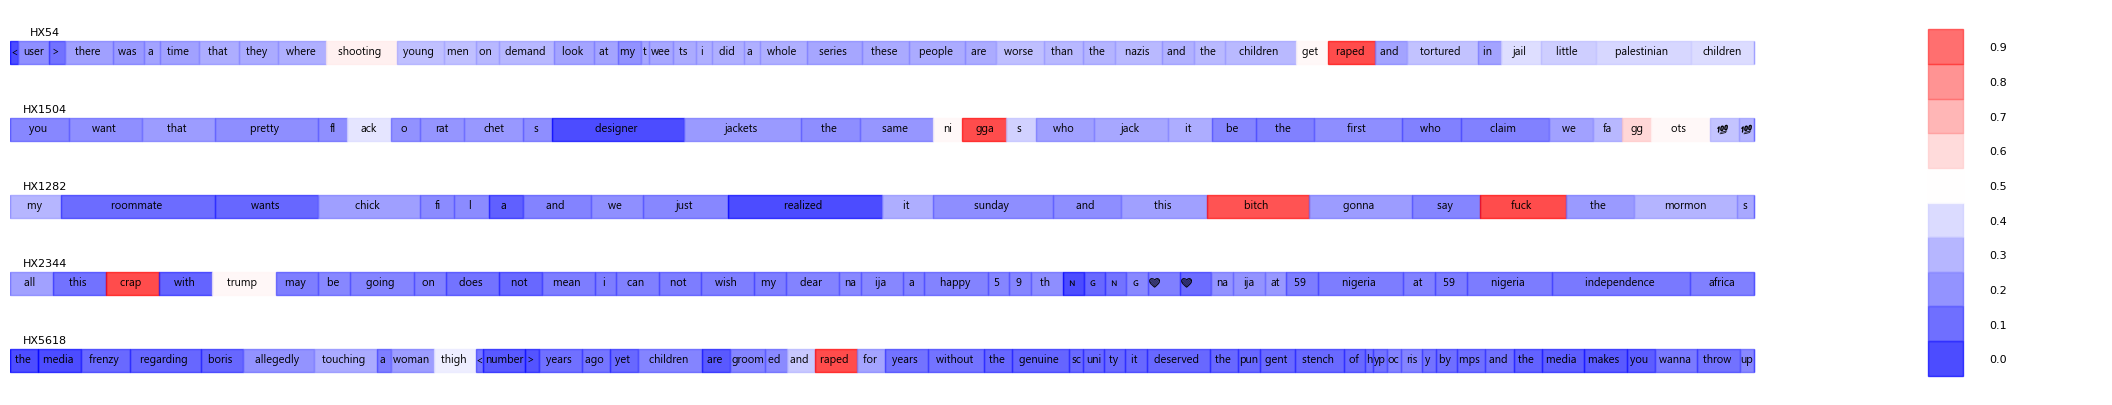 HX54
< user > there was a time that they where shooting young men on demand look at my t wee ts i did a whole series these people are worse than the nazis and the children get raped and tortured in jail little palestinian children
HX1504
you want that pretty fl ack o rat chet s designer jackets the same ni gga s who jack it be the first who claim we fa gg ots 💯 💯
HX1282
my roommate wants chick fi l a and we just realized it sunday and this bitch gonna say fuck the mormon s
HX2344
all this crap with trump may be going on does not mean i can not wish my dear na ija a happy 5 9 th N G N G ♥ ♥ na ija at 59 nigeria at 59 nigeria independence africa
HX5618
the media frenzy regarding boris allegedly touching a woman thigh < number > years ago yet children are groom ed and raped for years without the genuine sc uni ty it deserved the pun gent stench of h yp oc ris y by mps and the media makes you wanna throw up
0.9
0.8
0.7
0.6
0.5
0.4
0.3
0.2
0.1
0.0